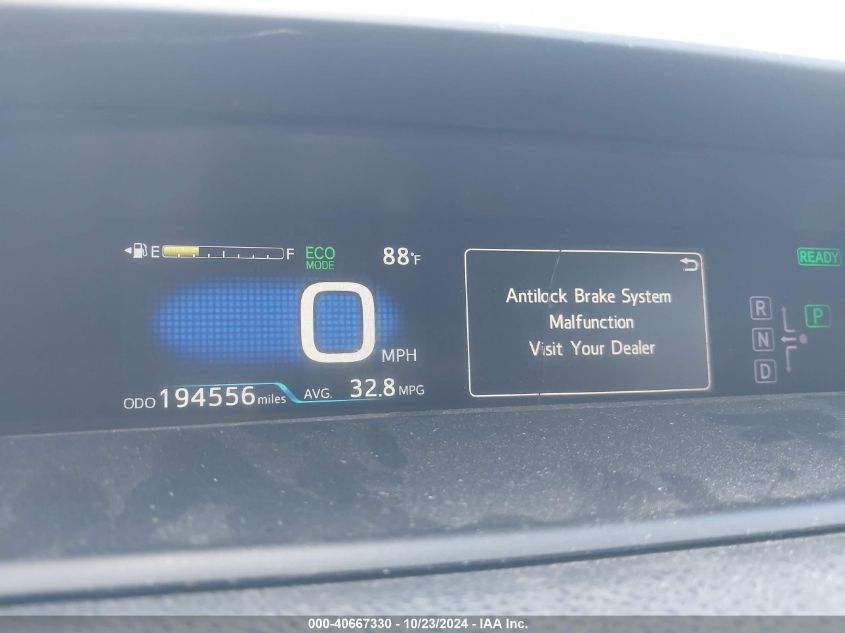 E F ECO MODE 88°F
READY
Antilock Brake System
Malfunction
Visit Your Dealer
R
N
D
P
0 MPH
ODO 194556 miles AVG. 32.8 MPG
000-40667330 - 10/23/2024 - IAA Inc.